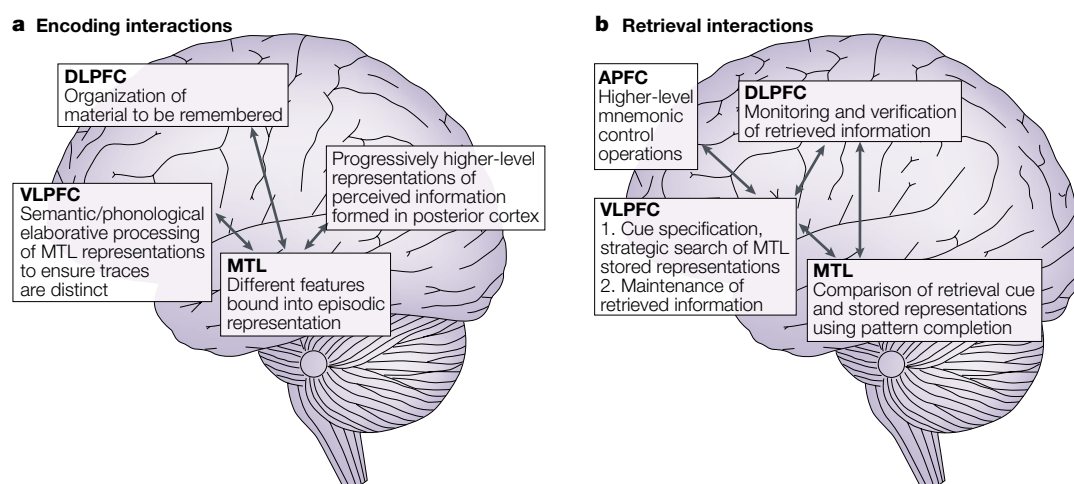 a Encoding interactions
DLPFC
Organization of
material to be remembered
Progressively higher-level
representations of
perceived information
formed in posterior cortex
VLPFC
Semantic/phonological
elaborative processing
of MTL representations
to ensure traces
are distinct
MTL
Different features
bound into episodic
representation
b Retrieval interactions
APFC
Higher-level
mnemonic
control
operations
DLPFC
Monitoring and verification
of retrieved information
VLPFC
1. Cue specification,
strategic search of MTL
stored representations
2. Maintenance of
retrieved information
MTL
Comparison of retrieval cue
and stored representations
using pattern completion